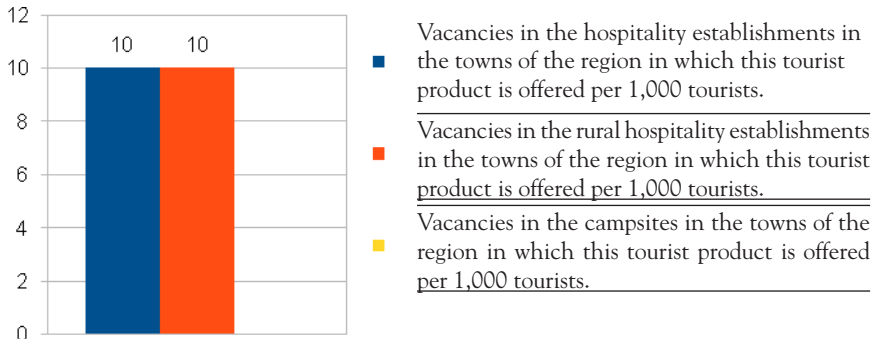 12
10
8
6
4
2
0
10 10
Vacancies in the hospitality establishments in
the towns of the region in which this tourist
product is offered per 1,000 tourists.
Vacancies in the rural hospitality establishments
in the towns of the region in which this tourist
product is offered per 1,000 tourists.
Vacancies in the campsites in the towns of the
region in which this tourist product is offered
per 1,000 tourists.